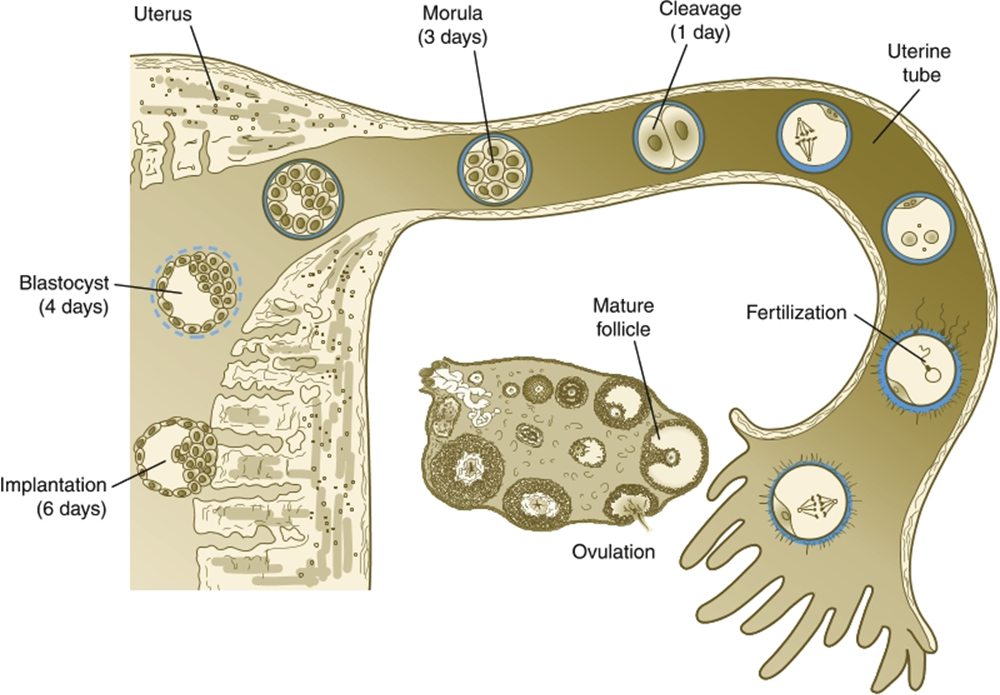 Uterus
Morula
(3 days)
Cleavage
(1 day)
Uterine
tube
Blastocyst
(4 days)
Mature
follicle
Fertilization
Implantation
(6 days)
Ovulation